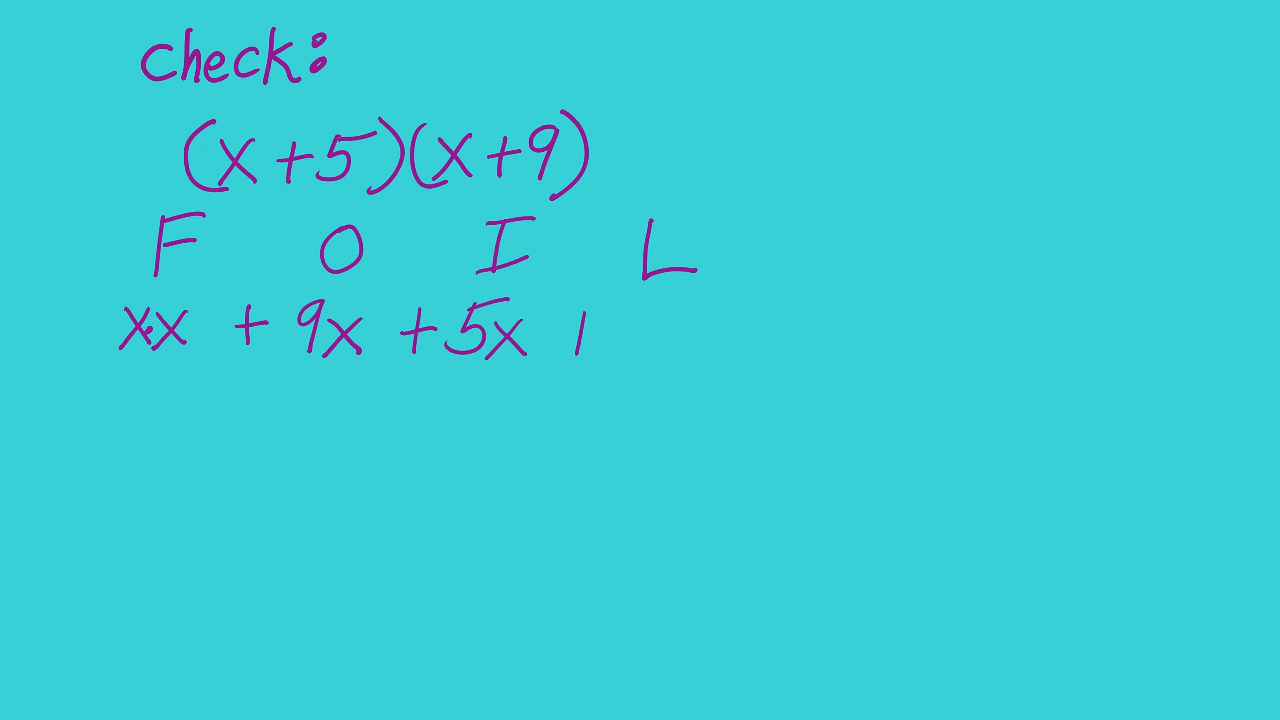 Check:
(x+5)(x+9)
F O I L
x·x + 9x + 5x